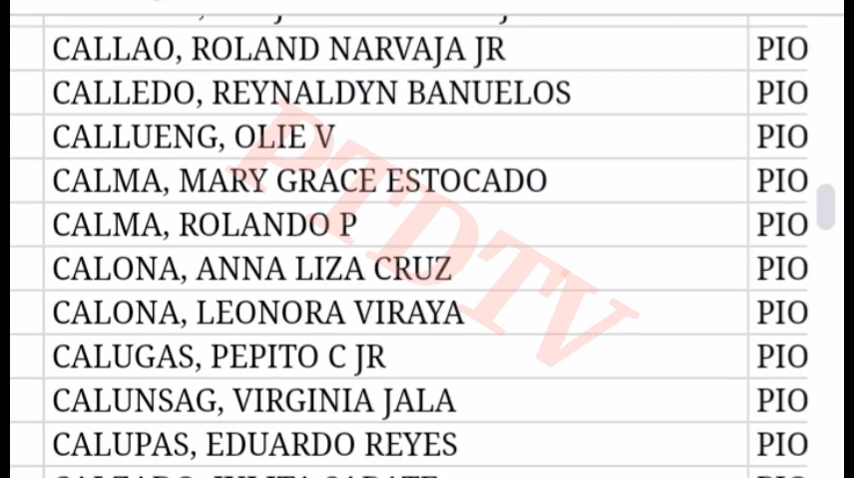 CALLAO, ROLAND NARVAJA JR PIO
CALLEDO, REYNALDYN BANUELOS PIO
CALLUENG, OLIE V PIO
CALMA, MARY GRACE ESTOCADO PIO
CALMA, ROLANDO P PIO
CALONA, ANNA LIZA CRUZ PIO
CALONA, LEONORA VIRAYA PIO
CALUGAS, PEPITO C JR PIO
CALUNSAG, VIRGINIA JALA PIO
CALUPAS, EDUARDO REYES PIO
PTDTV